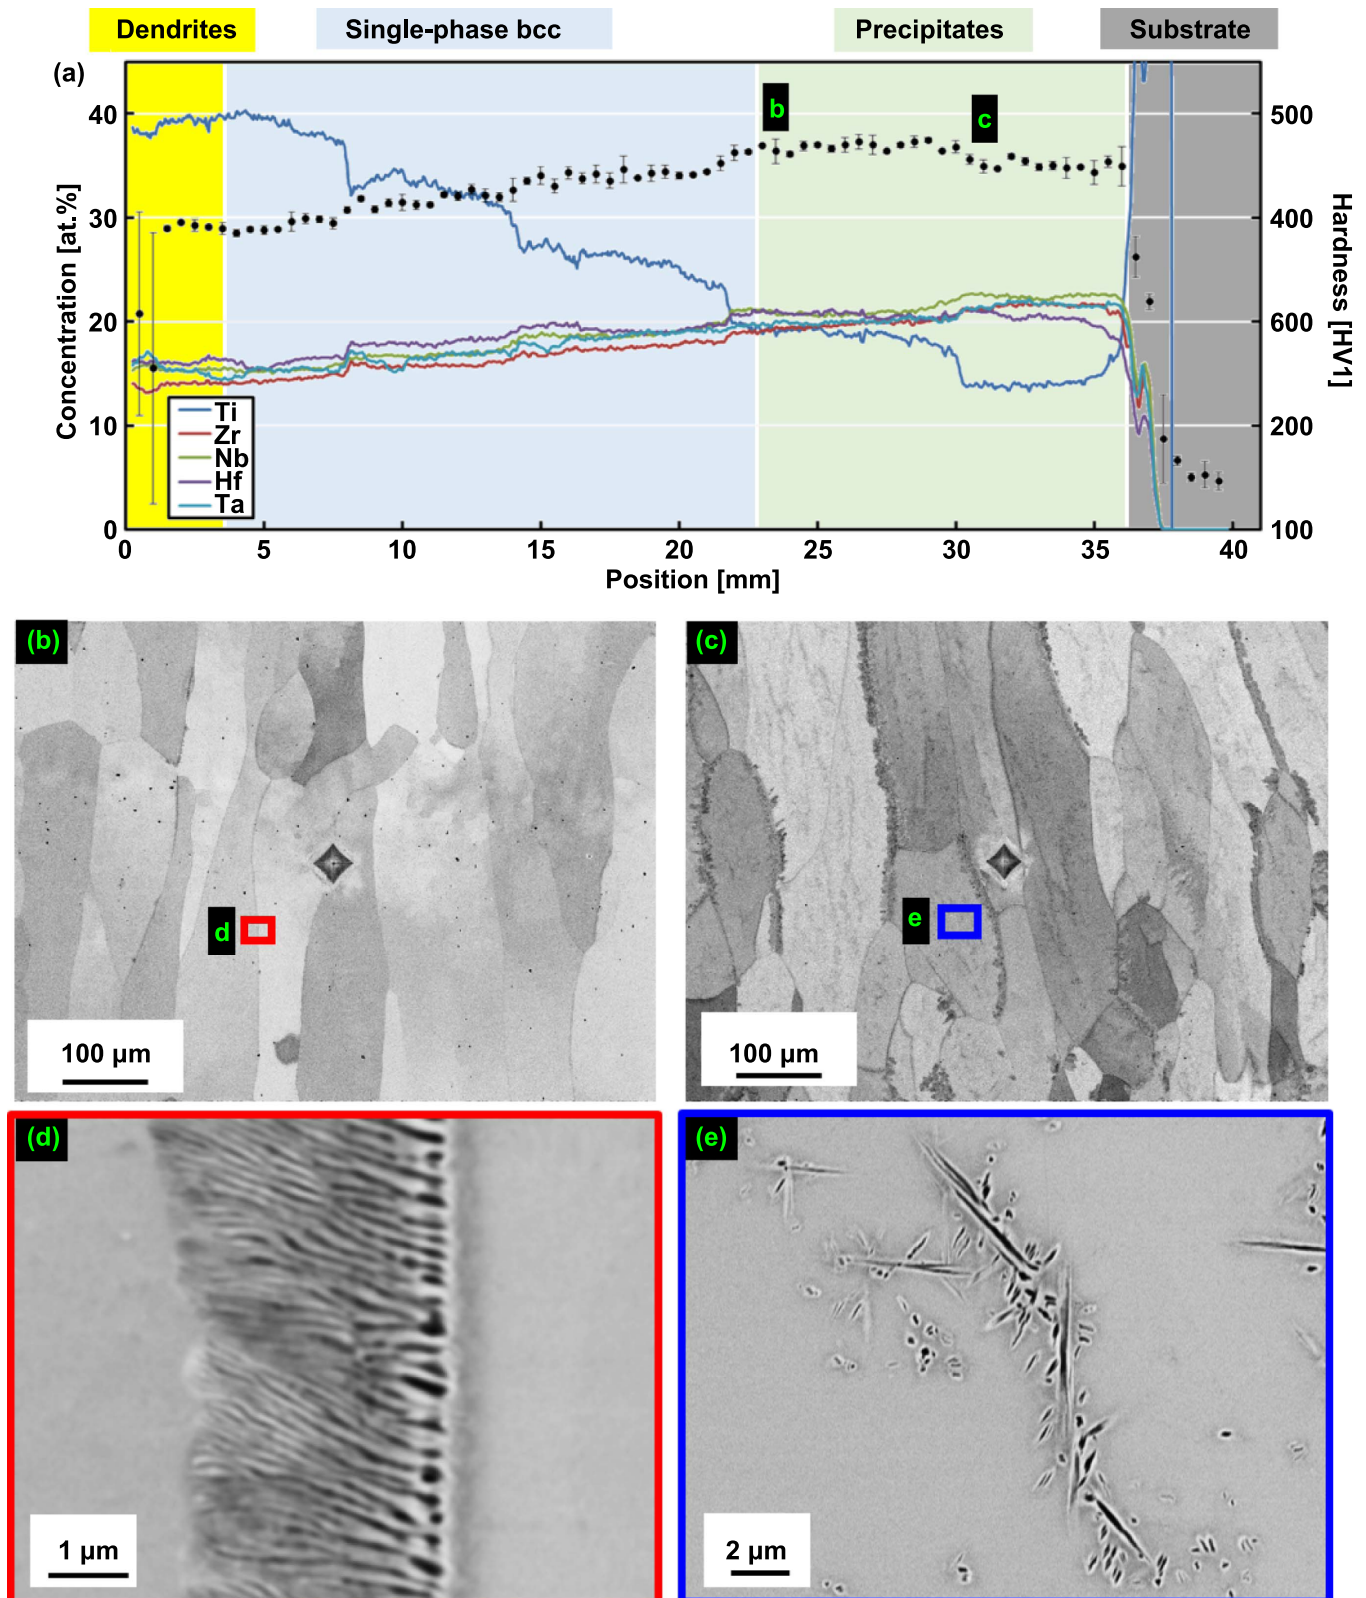 Dendrites Single-phase bcc Precipitates Substrate
(a)
b
c
40
30
20
10
0
Concentration [at.%]
500
400
600
200
100
Hardness [HV1]
Ti
Zr
Nb
Hf
Ta
0 5 10 15 20 25 30 35 40
Position [mm]
(b)
d
100 µm
(c)
e
100 µm
(d)
1 µm
(e)
2 µm